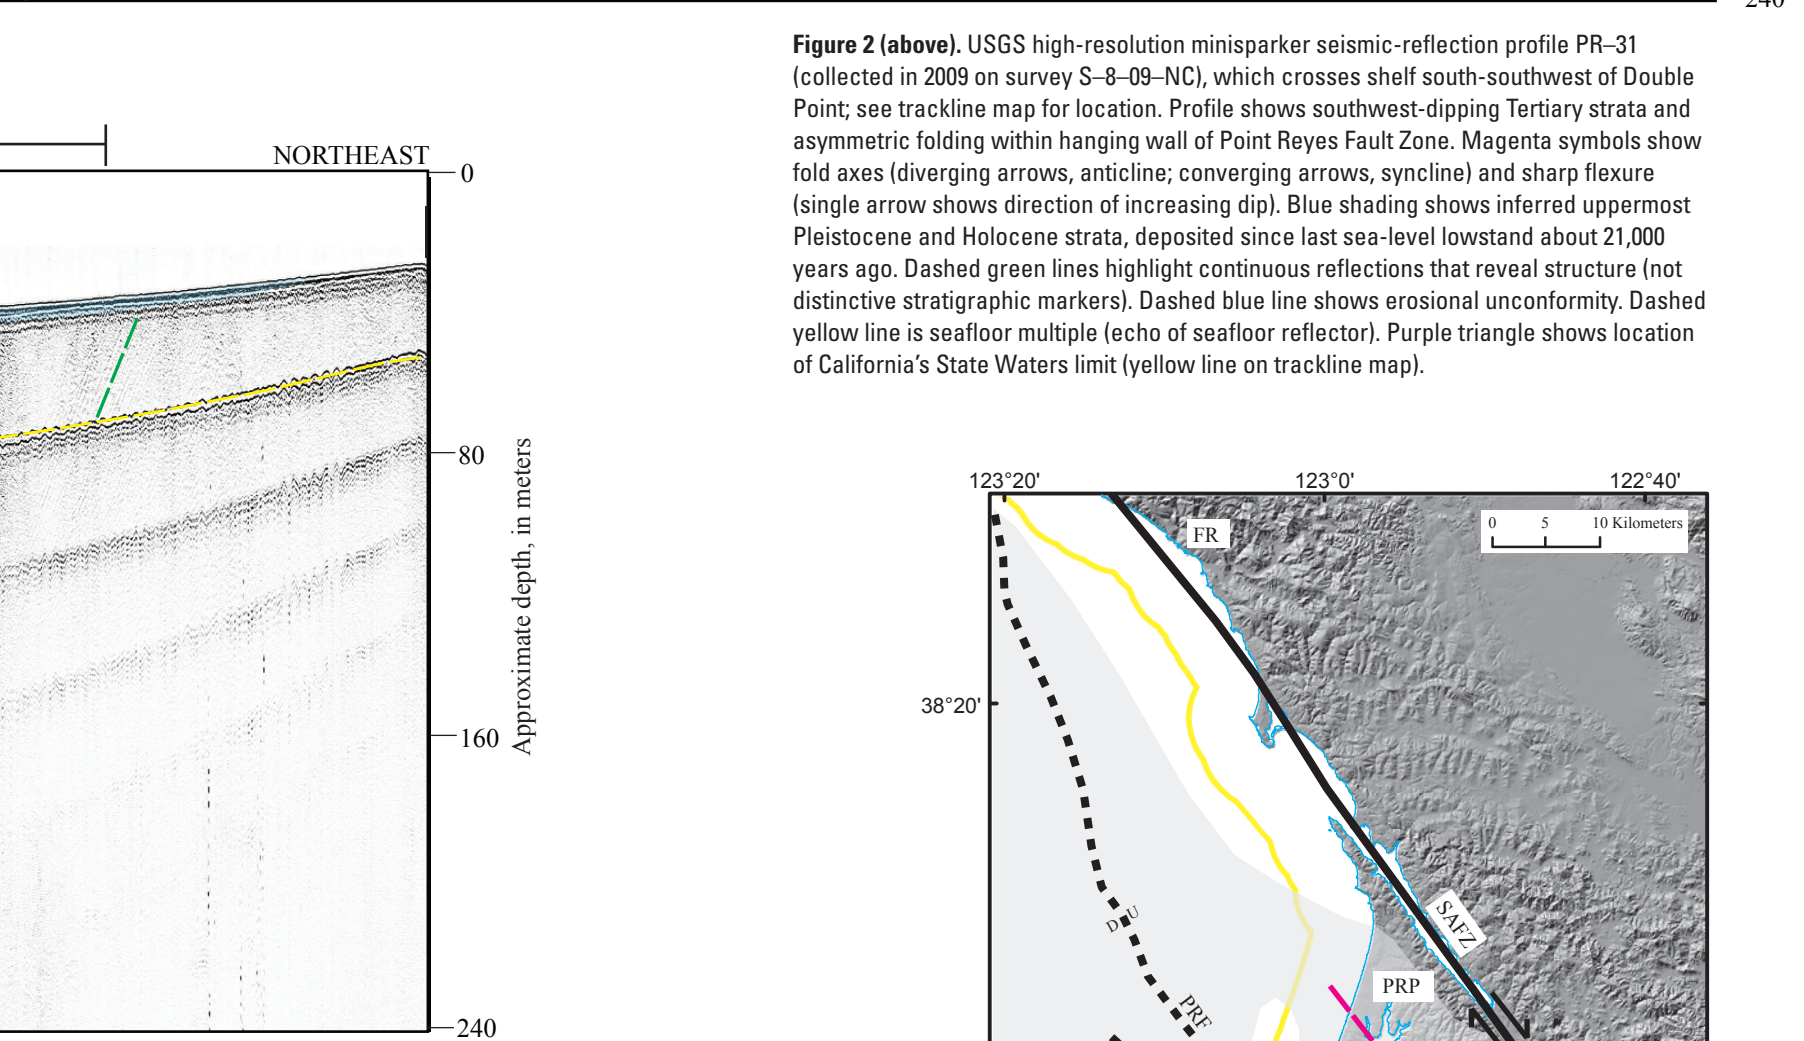 240
Figure 2 (above). USGS high-resolution minisparker seismic-reflection profile PR–31
(collected in 2009 on survey S–8–09–NC), which crosses shelf south-southwest of Double
Point; see trackline map for location. Profile shows southwest-dipping Tertiary strata and
asymmetric folding within hanging wall of Point Reyes Fault Zone. Magenta symbols show
fold axes (diverging arrows, anticline; converging arrows, syncline) and sharp flexure
(single arrow shows direction of increasing dip). Blue shading shows inferred uppermost
Pleistocene and Holocene strata, deposited since last sea-level lowstand about 21,000
years ago. Dashed green lines highlight continuous reflections that reveal structure (not
distinctive stratigraphic markers). Dashed blue line shows erosional unconformity. Dashed
yellow line is seafloor multiple (echo of seafloor reflector). Purple triangle shows location
of California’s State Waters limit (yellow line on trackline map).
NORTHEAST
0
80
160
240
Approximate depth, in meters
123°20'
123°0'
122°40'
38°20'
0 5 10 Kilometers
FR
SAFZ
U
D
PRP
PRF